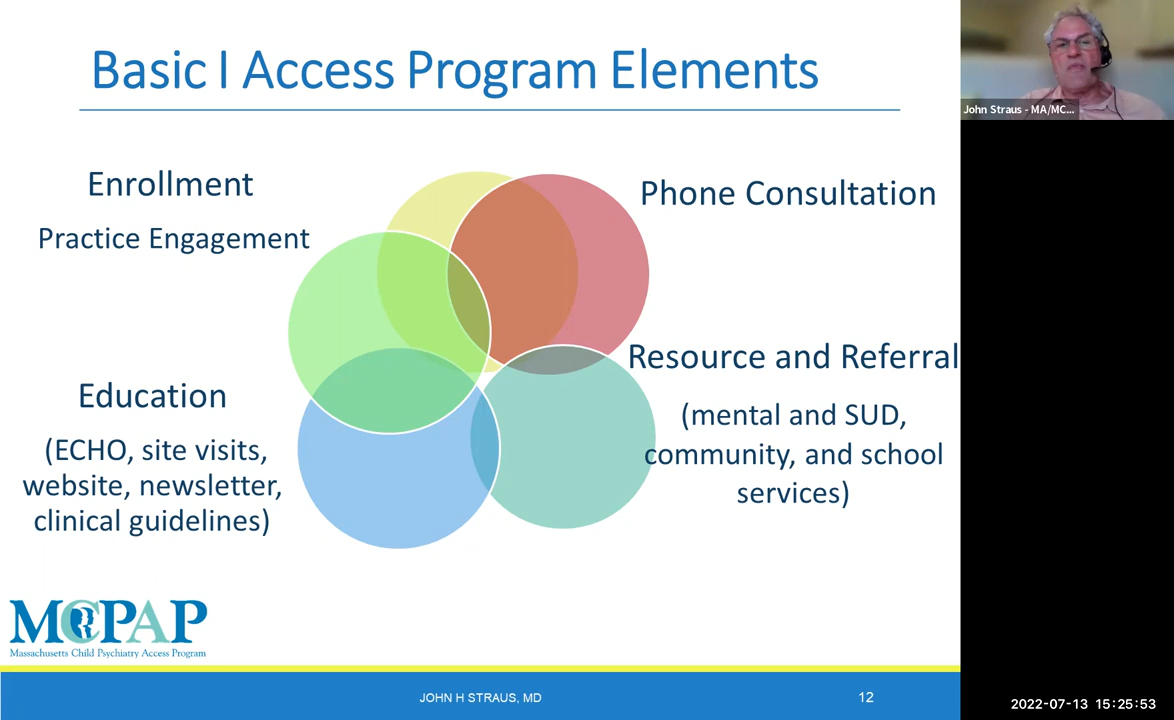 Basic I Access Program Elements
John Straus - MA/MC...
Enrollment
Practice Engagement
Phone Consultation
Resource and Referral
(mental and SUD,
community, and school
services)
Education
(ECHO, site visits,
website, newsletter,
clinical guidelines)
MCPAP
Massachusetts Child Psychiatry Access Program
JOHN H STRAUS, MD
12
2022-07-13 15:25:53